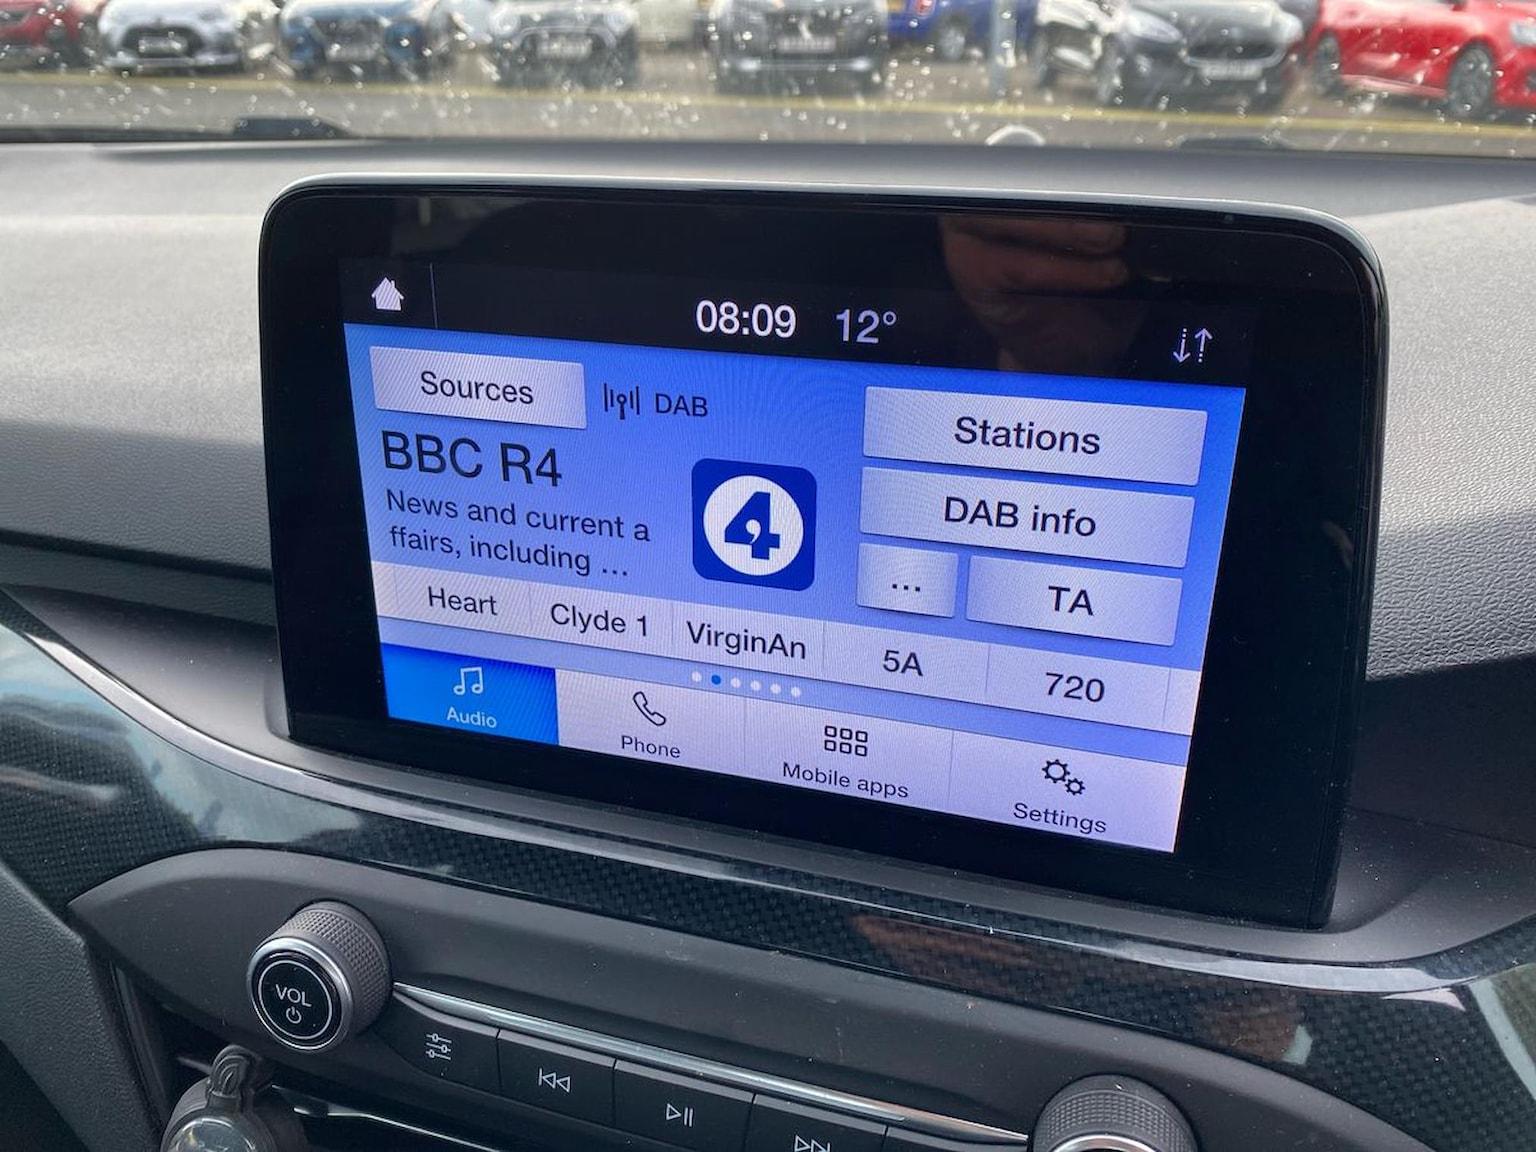 08:09 12°
Sources
DAB
BBC R4
News and current a
ffairs, including ...
4
Stations
DAB info
...
TA
Heart
Clyde 1
VirginAn
5A
720
Audio
Phone
Mobile apps
Settings
VOL